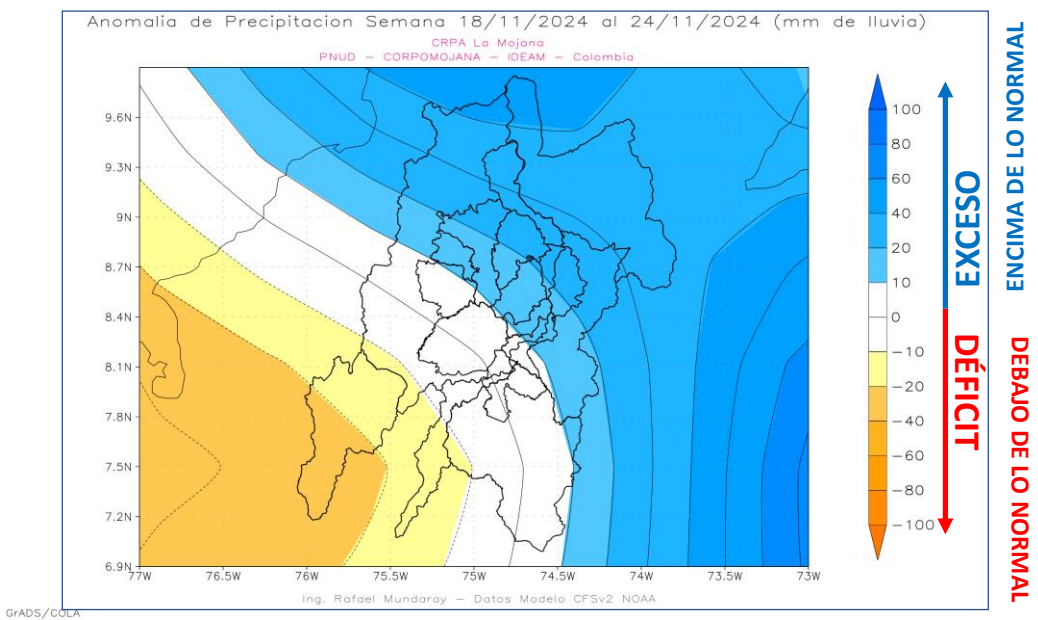 Anomalia de Precipitacion Semana 18/11/2024 al 24/11/2024 (mm de lluvia)
CRPA La Mojana
PNUD – CORPOMOJANA – IDEAM – Colombia
9.6N
9.3N
9N
8.7N
8.4N
8.1N
7.8N
7.5N
7.2N
6.9N
77W
76.5W
76W
75.5W
75W
74.5W
74W
73.5W
73W
100
80
60
40
20
10
0
−10
−20
−40
−60
−80
−100
EXCESO
DÉFICIT
ENCIMA DE LO NORMAL
DEBAJO DE LO NORMAL
Ing. Rafael Mundaray – Datos Modelo CFSv2 NOAA
GrADS/COLA